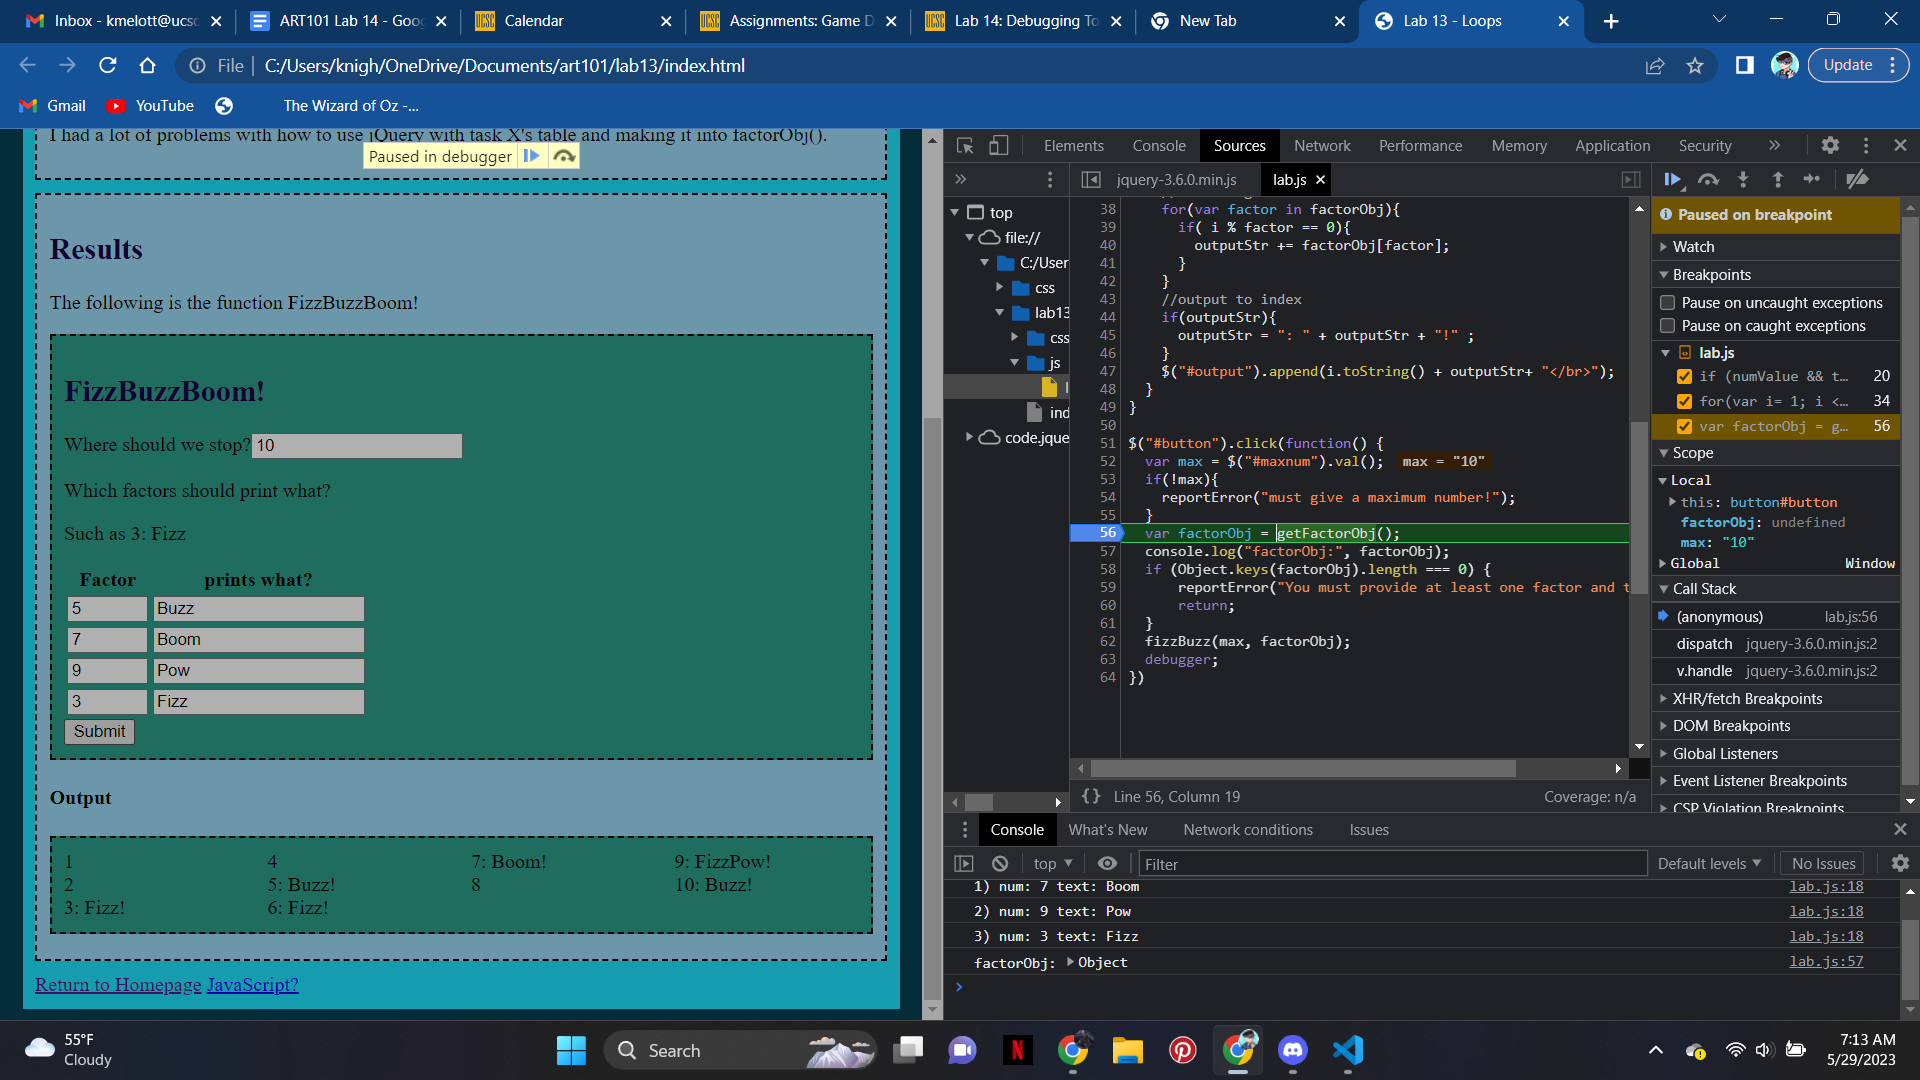 Inbox - kmelott@ucsc
ART101 Lab 14 - Goog
Calendar
Assignments: Game D
Lab 14: Debugging To
New Tab
Lab 13 - Loops
File
C:/Users/knigh/OneDrive/Documents/art101/lab13/index.html
Update
Gmail
YouTube
The Wizard of Oz -...
I had a lot of problems with how to use jQuery with task X's table and making it into factorObj().
Paused in debugger
Results
The following is the function FizzBuzzBoom!
FizzBuzzBoom!
Where should we stop? 10
Which factors should print what?
Such as 3: Fizz
Factor prints what?
5 Buzz
7 Boom
9 Pow
3 Fizz
Submit
Output
1 4 7: Boom! 9: FizzPow!
2 5: Buzz! 8 10: Buzz!
3: Fizz! 6: Fizz!
Return to Homepage JavaScript?
Elements Console Sources Network Performance Memory Application Security
jquery-3.6.0.min.js lab.js
top
file://
C:/User
css
lab13
css
js
l
ind
code.jque
38 for(var factor in factorObj){
39 if( i % factor == 0){
40 outputStr += factorObj[factor];
41 }
42 }
43 //output to index
44 if(outputStr){
45 outputStr = ": " + outputStr + "!" ;
46 }
47 $("#output").append(i.toString() + outputStr+ "</br>");
48 }
49 }
50
51 $("#button").click(function() {
52 var max = $("#maxnum").val(); max = "10"
53 if(!max){
54 reportError("must give a maximum number!");
55 }
56 var factorObj = getFactorObj();
57 console.log("factorObj:", factorObj);
58 if (Object.keys(factorObj).length === 0) {
59 reportError("You must provide at least one factor and t
60 return;
61 }
62 fizzBuzz(max, factorObj);
63 debugger;
64 })
{ } Line 56, Column 19
Coverage: n/a
Paused on breakpoint
Watch
Breakpoints
Pause on uncaught exceptions
Pause on caught exceptions
lab.js
if (numValue && t... 20
for(var i= 1; i <... 34
var factorObj = g... 56
Scope
Local
this: button#button
factorObj: undefined
max: "10"
Global Window
Call Stack
(anonymous) lab.js:56
dispatch jquery-3.6.0.min.js:2
v.handle jquery-3.6.0.min.js:2
XHR/fetch Breakpoints
DOM Breakpoints
Global Listeners
Event Listener Breakpoints
CSP Violation Breakpoints
Console What's New Network conditions Issues
top Filter Default levels No Issues
1) num: 7 text: Boom lab.js:18
2) num: 9 text: Pow lab.js:18
3) num: 3 text: Fizz lab.js:18
factorObj: Object lab.js:57
55°F
Cloudy
Search
7:13 AM
5/29/2023